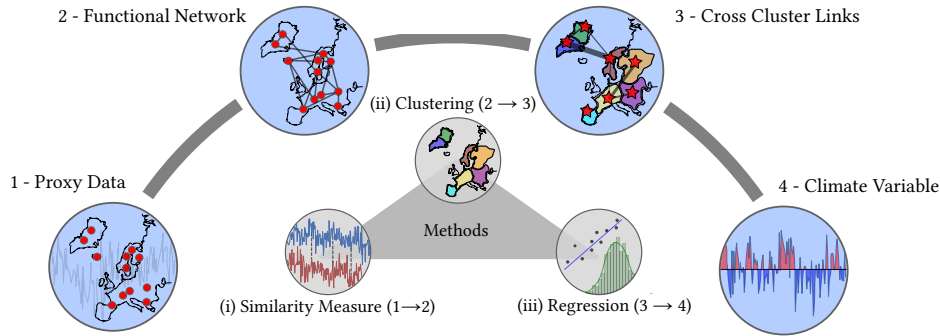 2 - Functional Network
3 - Cross Cluster Links
(ii) Clustering (2 → 3)
1 - Proxy Data
4 - Climate Variable
Methods
(i) Similarity Measure (1→2)
(iii) Regression (3 → 4)